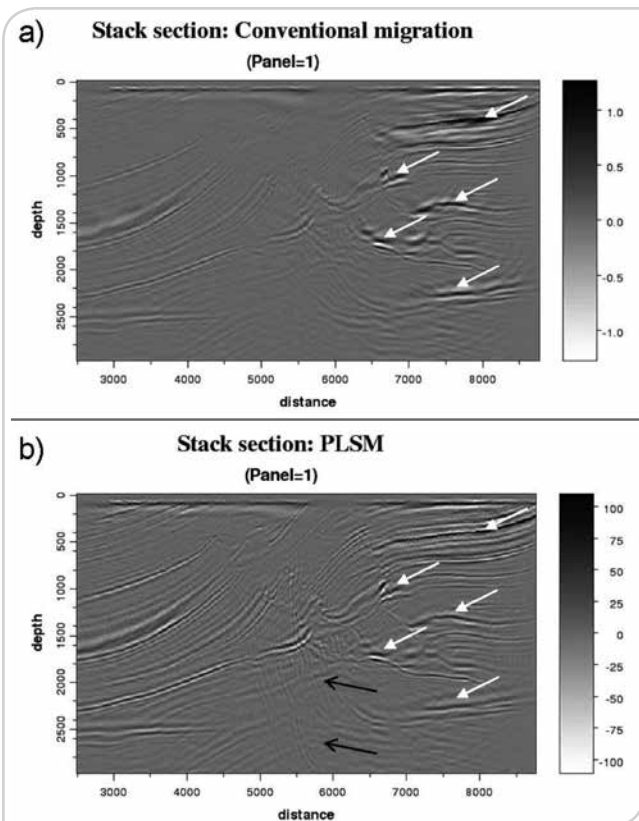 a)
Stack section: Conventional migration
(Panel=1)
0
500
1000
1500
2000
2500
depth
3000 4000 5000 6000 7000 8000
distance
1.0
0.5
0.0
-0.5
-1.0
b)
Stack section: PLSM
(Panel=1)
0
500
1000
1500
2000
2500
depth
3000 4000 5000 6000 7000 8000
distance
100
75
50
25
0
-25
-50
-75
-100